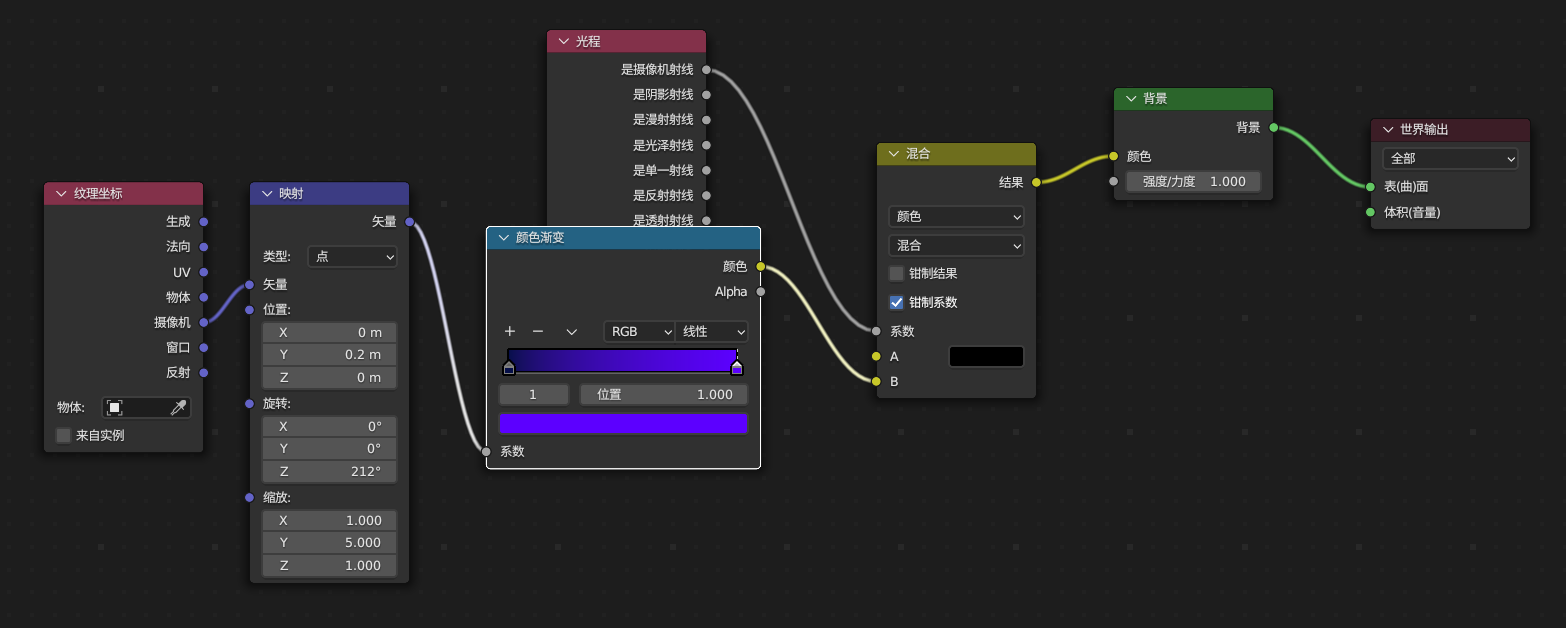 纹理坐标
生成
法向
UV
物体
摄像机
窗口
反射
物体:
来自实例
映射
矢量
类型: 点
矢量
位置:
X 0 m
Y 0.2 m
Z 0 m
旋转:
X 0°
Y 0°
Z 212°
缩放:
X 1.000
Y 5.000
Z 1.000
光程
是摄像机射线
是阴影射线
是漫射射线
是光泽射线
是单一射线
是反射射线
是透射射线
颜色渐变
颜色
Alpha
RGB 线性
1 位置 1.000
系数
混合
结果
颜色
混合
钳制结果
钳制系数
系数
A
B
背景
背景
颜色
强度/力度 1.000
世界输出
全部
表(曲)面
体积(音量)